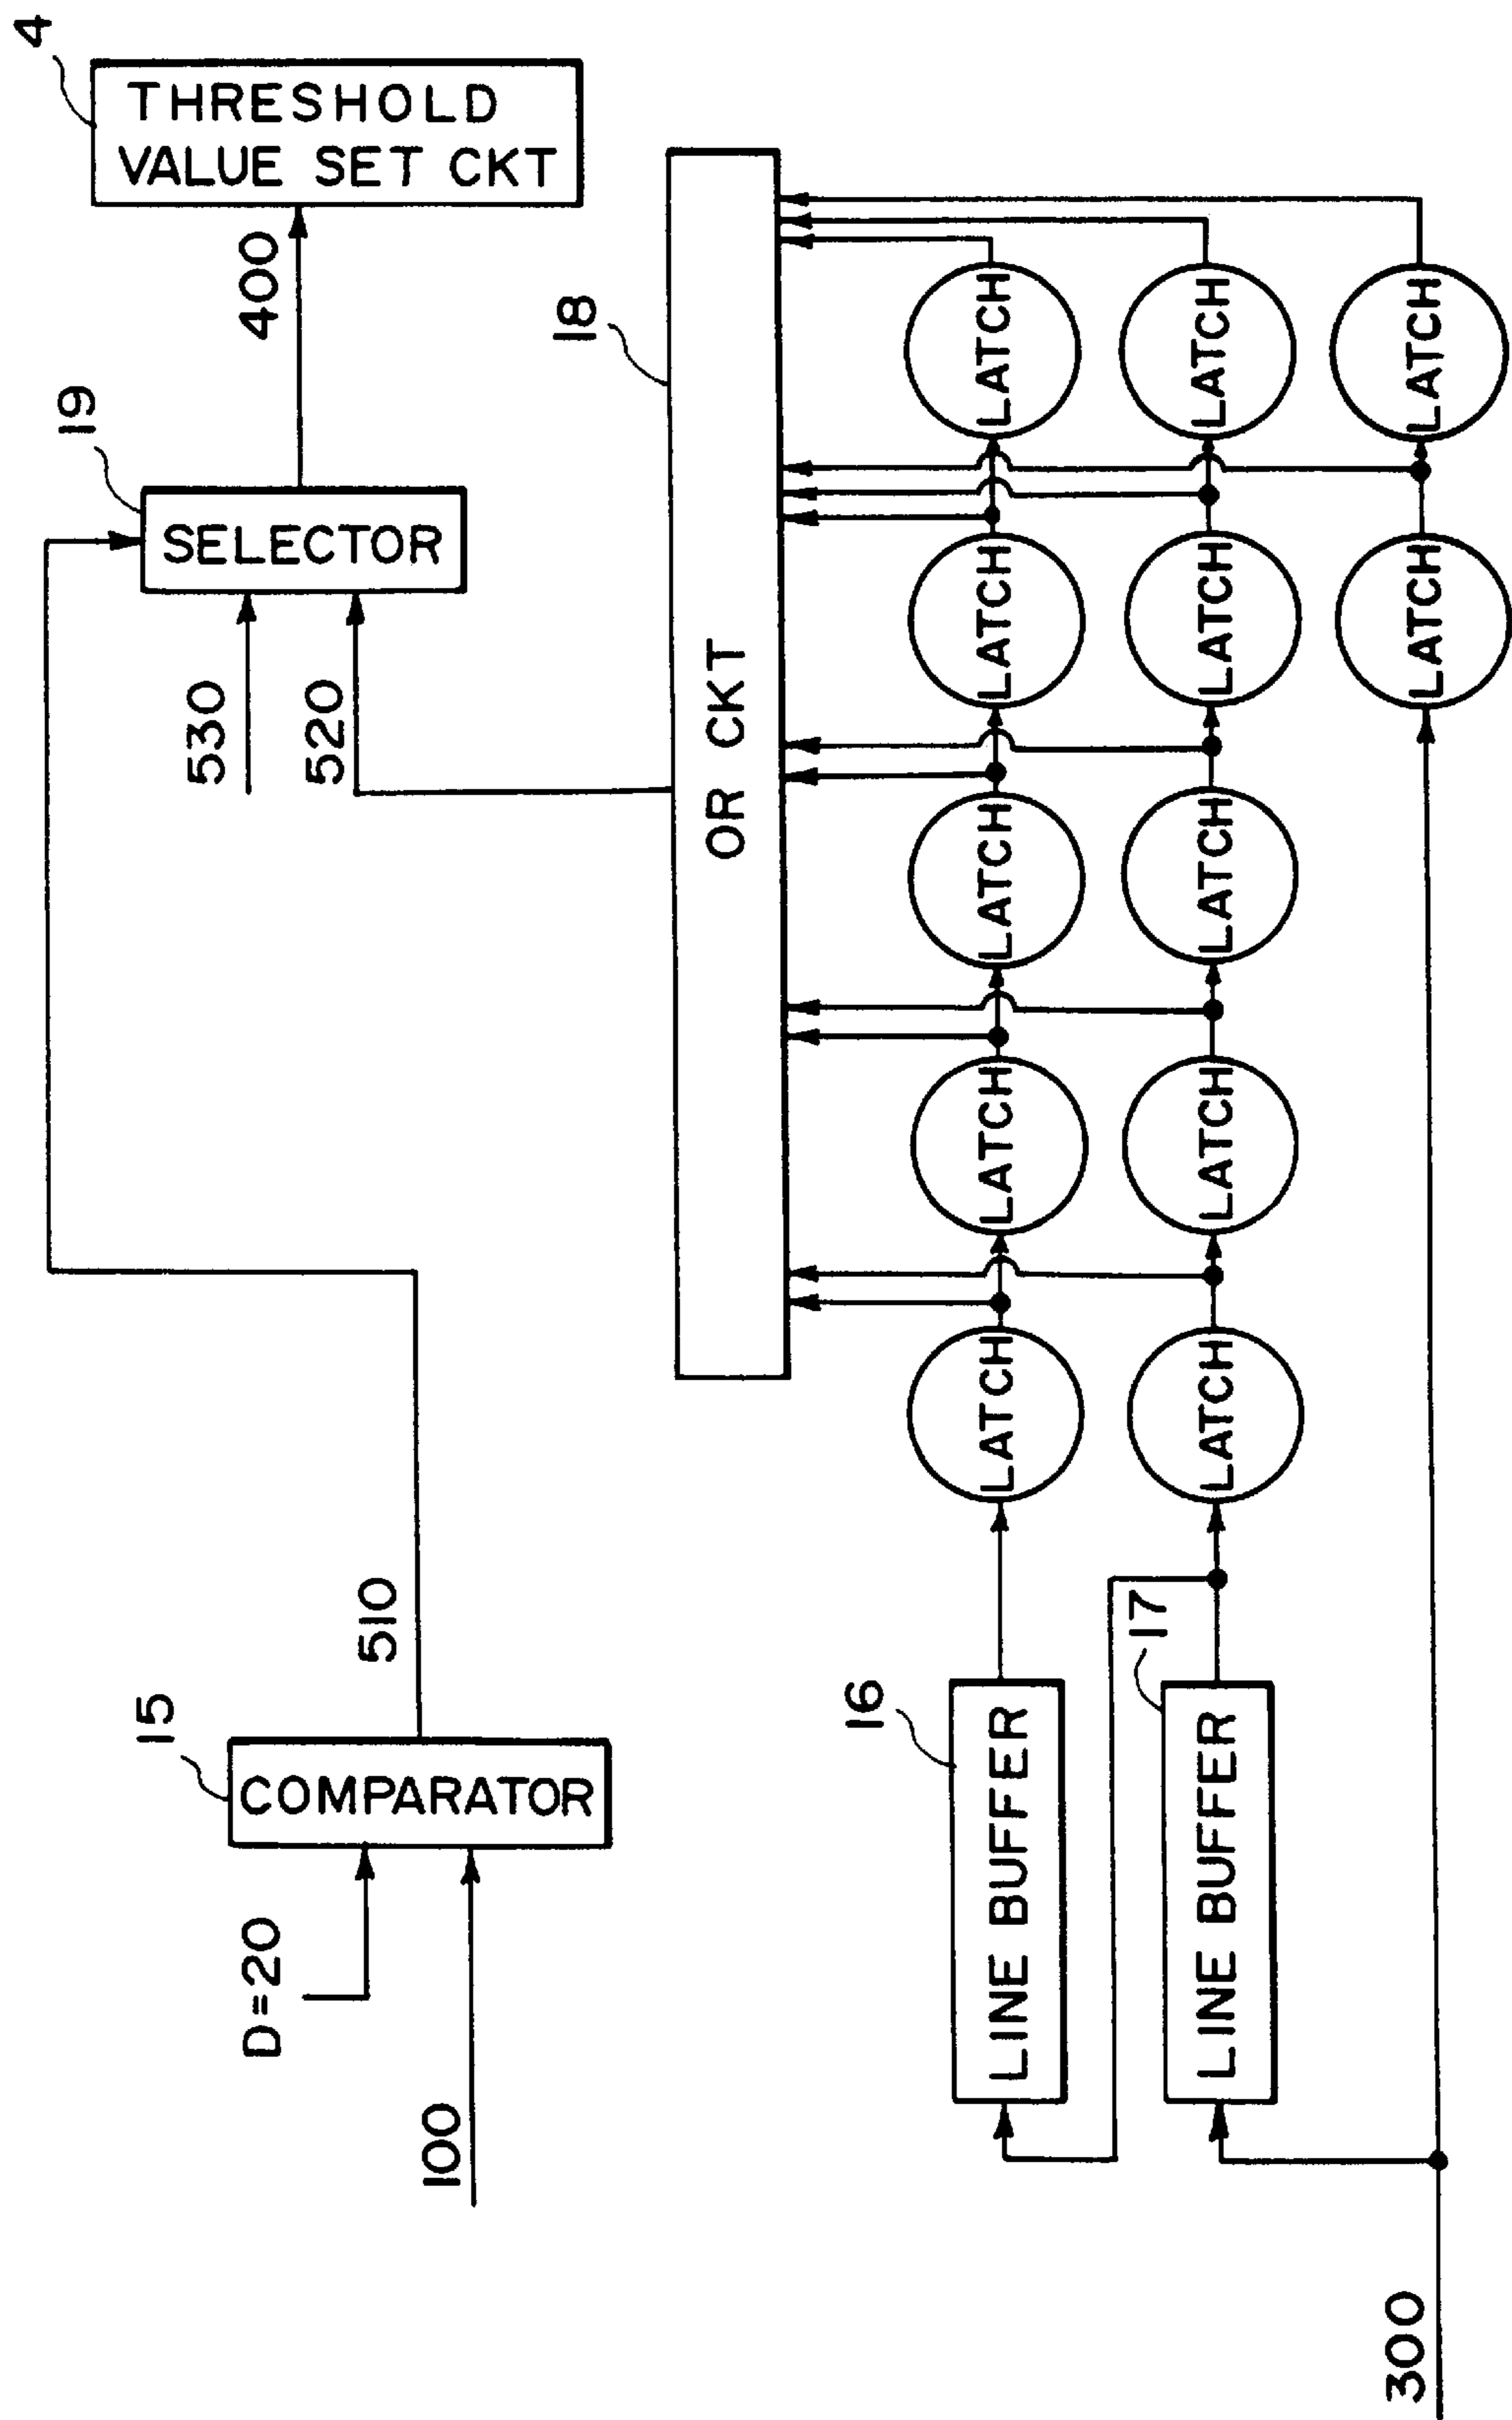 4
THRESHOLD
VALUE SET CKT
400
19
SELECTOR
530
520
510
15
COMPARATOR
D=20
100
18
OR CKT
LATCH
LATCH
LATCH
LATCH
LATCH
16
LINE BUFFER
LATCH
LATCH
LATCH
LATCH
LATCH
17
LINE BUFFER
LATCH
LATCH
300